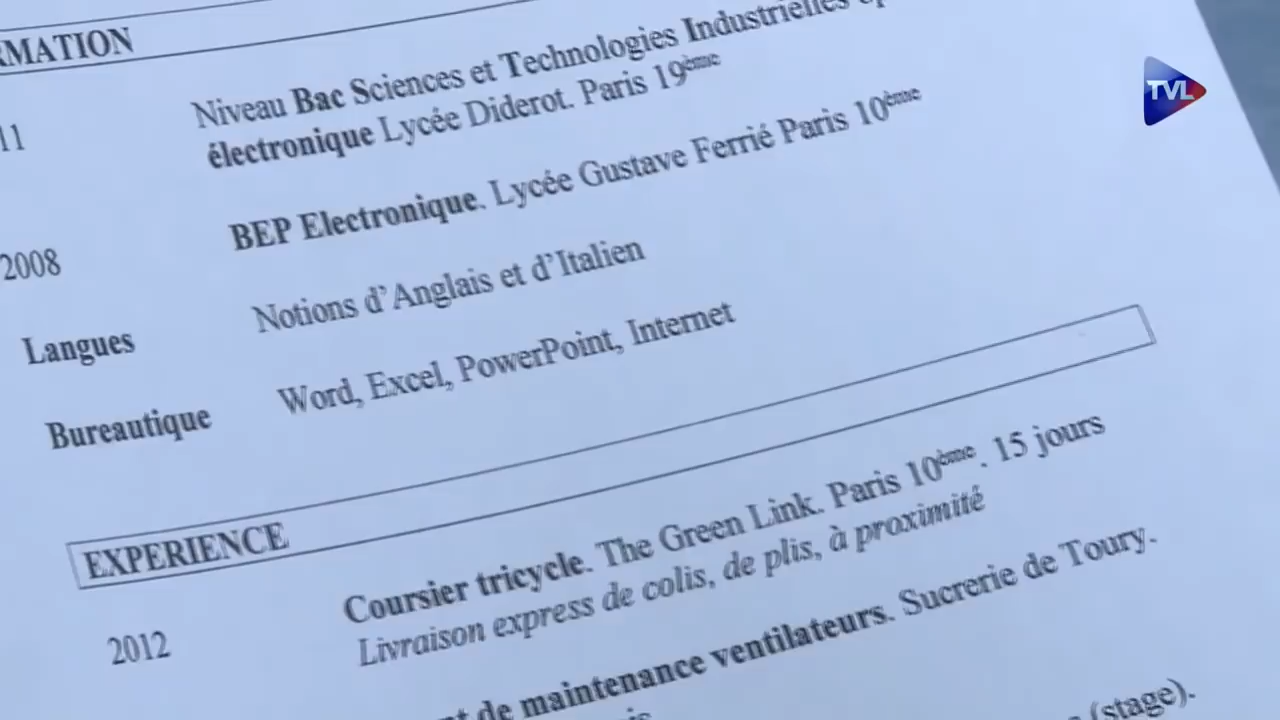 RMATION
Niveau Bac Sciences et Technologies Industrielles
11 électronique Lycée Diderot. Paris 19ème
BEP Electronique. Lycée Gustave Ferrié Paris 10ème
2008
Notions d'Anglais et d'Italien
Langues
Word, Excel, PowerPoint, Internet
Bureautique
EXPERIENCE
Coursier tricycle. The Green Link. Paris 10ème. 15 jours
2012 Livraison express de colis, de plis, à proximité
de maintenance ventilateurs. Sucrerie de Toury.
(stage).
TVL